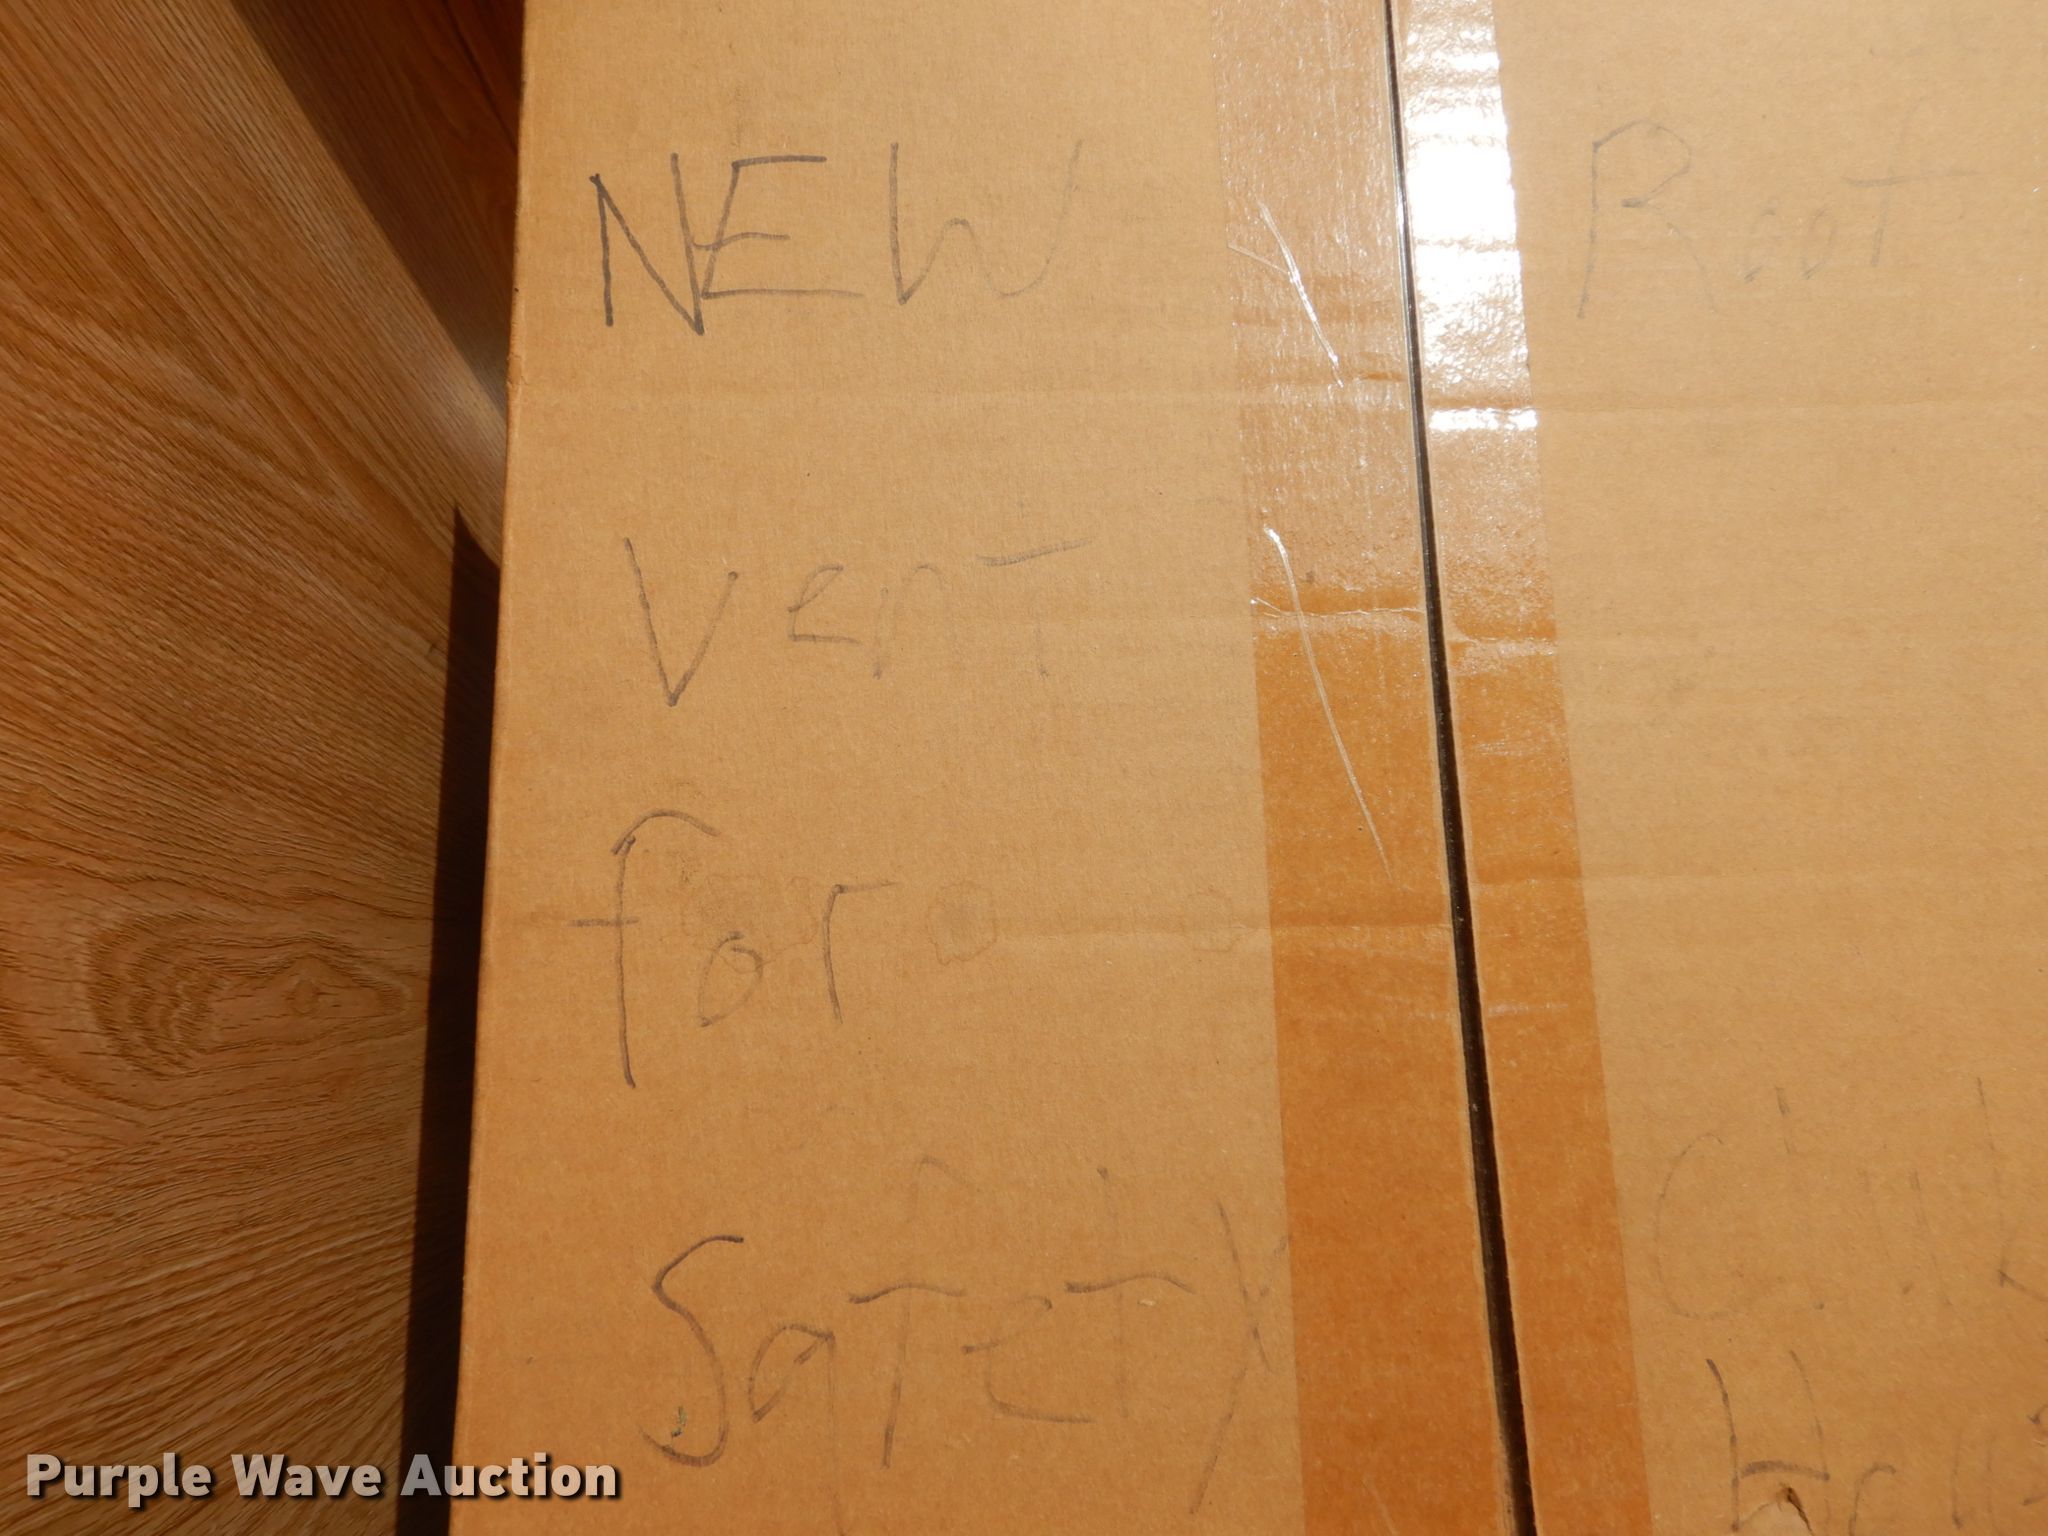 NEW Roof
Vent
for
Safety
Purple Wave Auction